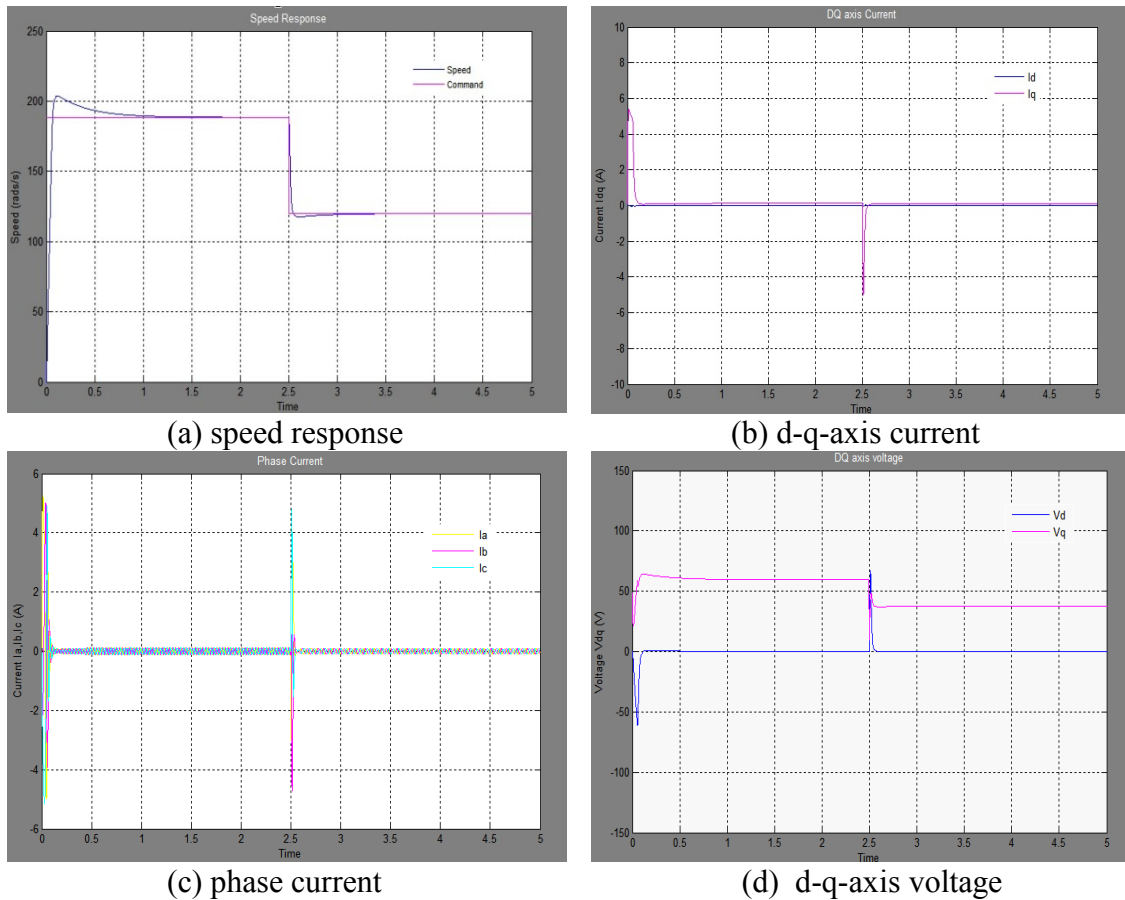 Speed Response
250
200
150
100
50
0
Speed (rads/s)
Speed
Command
0 0.5 1 1.5 2 2.5 3 3.5 4 4.5 5
Time
(a) speed response
DQ axis Current
10
8
6
4
2
0
-2
-4
-6
-8
-10
Current Idq (A)
Id
Iq
0 0.5 1 1.5 2 2.5 3 3.5 4 4.5 5
Time
(b) d-q-axis current
Phase Current
6
4
2
0
-2
-4
-6
Current Ia,Ib,Ic (A)
Ia
Ib
Ic
0 0.5 1 1.5 2 2.5 3 3.5 4 4.5 5
Time
(c) phase current
DQ axis voltage
150
100
50
0
-50
-100
-150
Voltage Vdq (V)
Vd
Vq
0 0.5 1 1.5 2 2.5 3 3.5 4 4.5 5
Time
(d) d-q-axis voltage